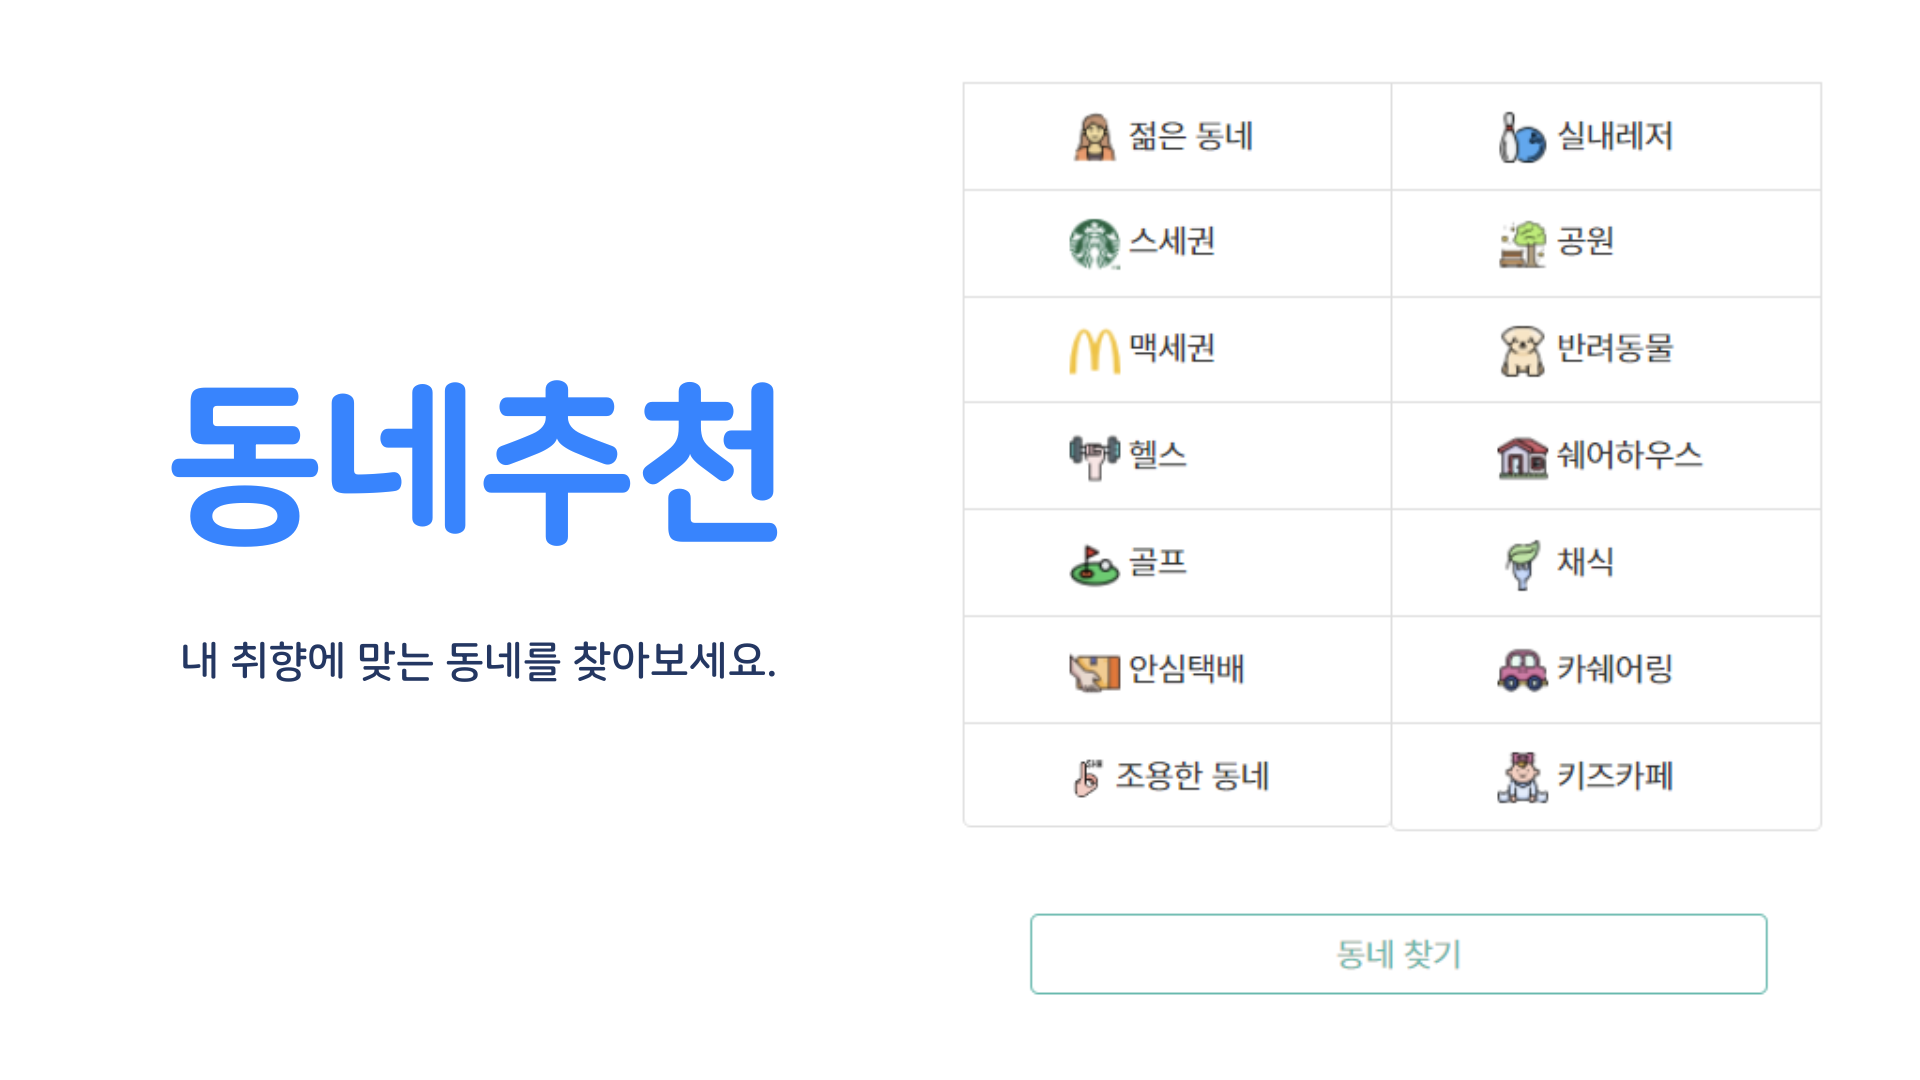 동네추천
내 취향에 맞는 동네를 찾아보세요.
젊은 동네
실내레저
스세권
공원
맥세권
반려동물
헬스
쉐어하우스
골프
채식
안심택배
카쉐어링
조용한 동네
키즈카페
동네 찾기